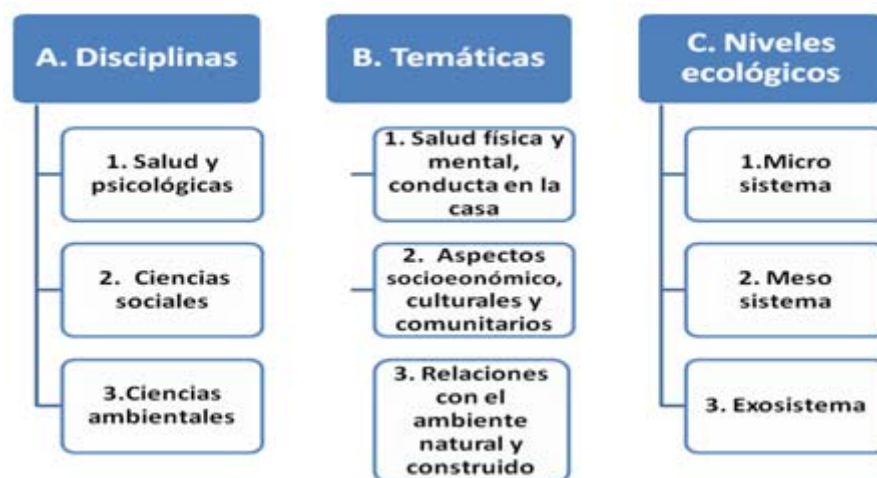 A. Disciplinas
1. Salud y
psicológicas
2. Ciencias
sociales
3.Ciencias
ambientales
B. Temáticas
1. Salud física y
mental,
conducta en la
casa
2. Aspectos
socioeonómico,
culturales y
comunitarios
3. Relaciones
con el
ambiente
natural y
construido
C. Niveles
ecológicos
1.Micro
sistema
2. Meso
sistema
3. Exosistema